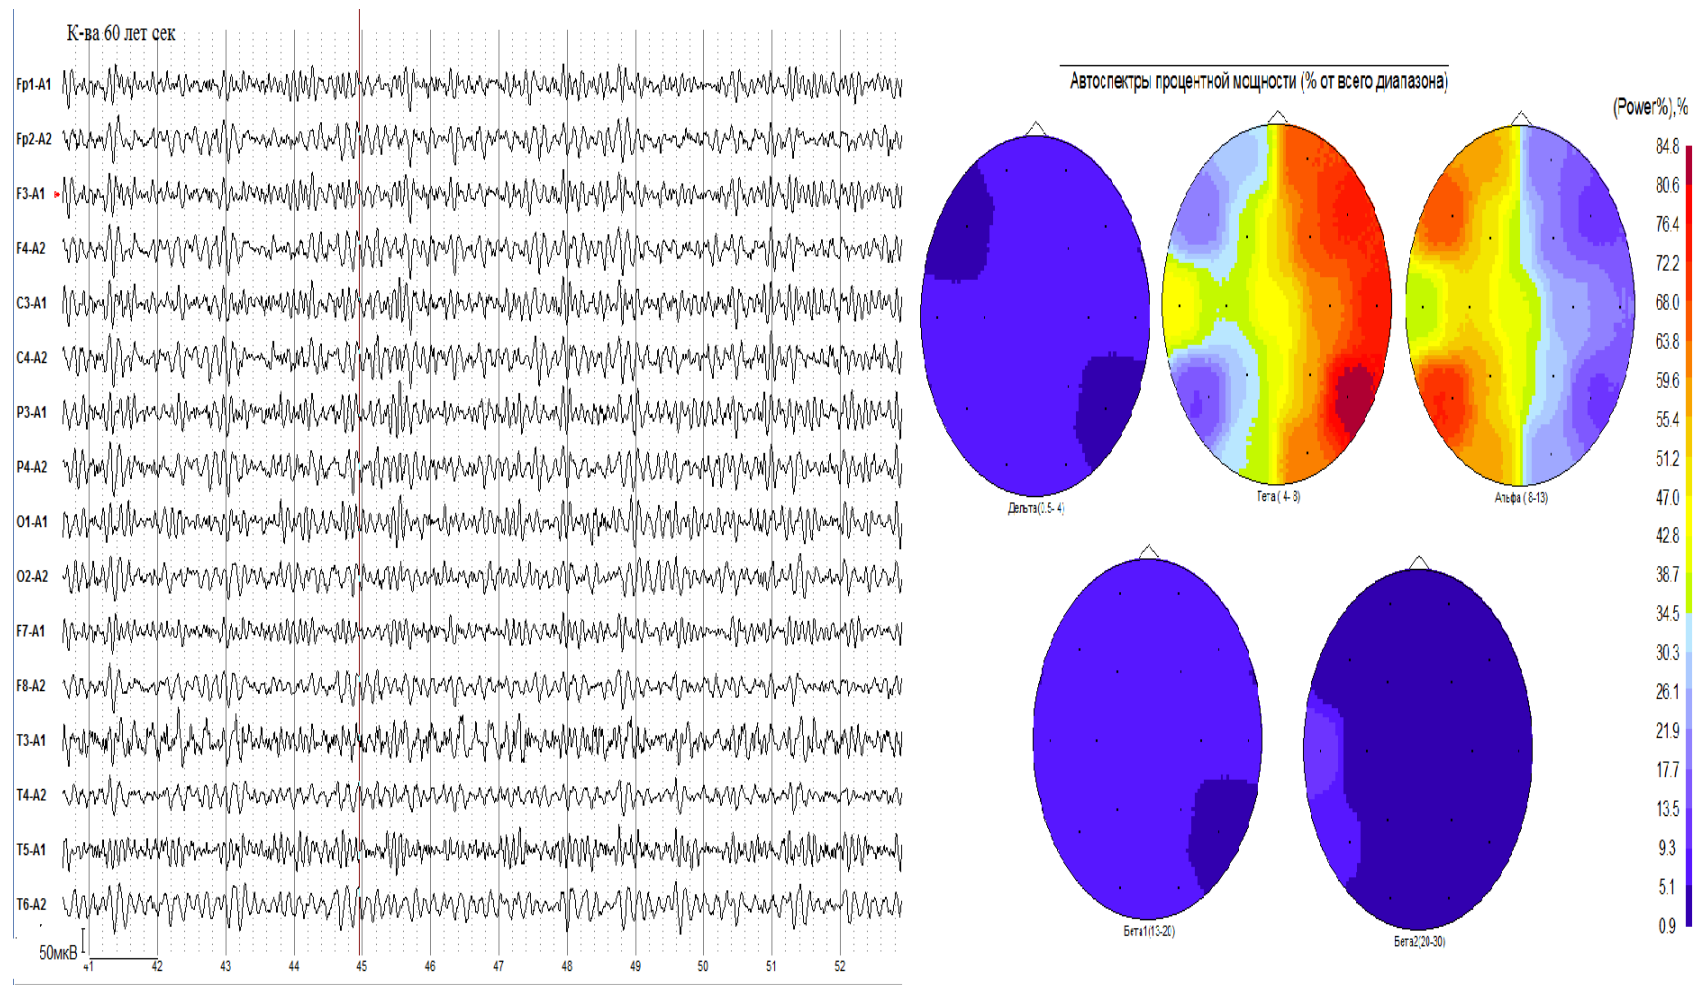 К-ва 60 лет сек
Fp1-A1
Fp2-A2
F3-A1
F4-A2
C3-A1
C4-A2
P3-A1
P4-A2
O1-A1
O2-A2
F7-A1
F8-A2
T3-A1
T4-A2
T5-A1
T6-A2
50мкВ
41 42 43 44 45 46 47 48 49 50 51 52
Автоспектры процентной мощности (% от всего диапазона)
(Power%),%
84.8
80.6
76.4
72.2
68.0
63.8
59.6
55.4
51.2
47.0
42.8
38.7
34.5
30.3
26.1
21.9
17.7
13.5
9.3
5.1
0.9
Дельта(0.5- 4)
Тета ( 4- 8)
Альфа ( 8-13)
Бета1(13-20)
Бета2(20-30)